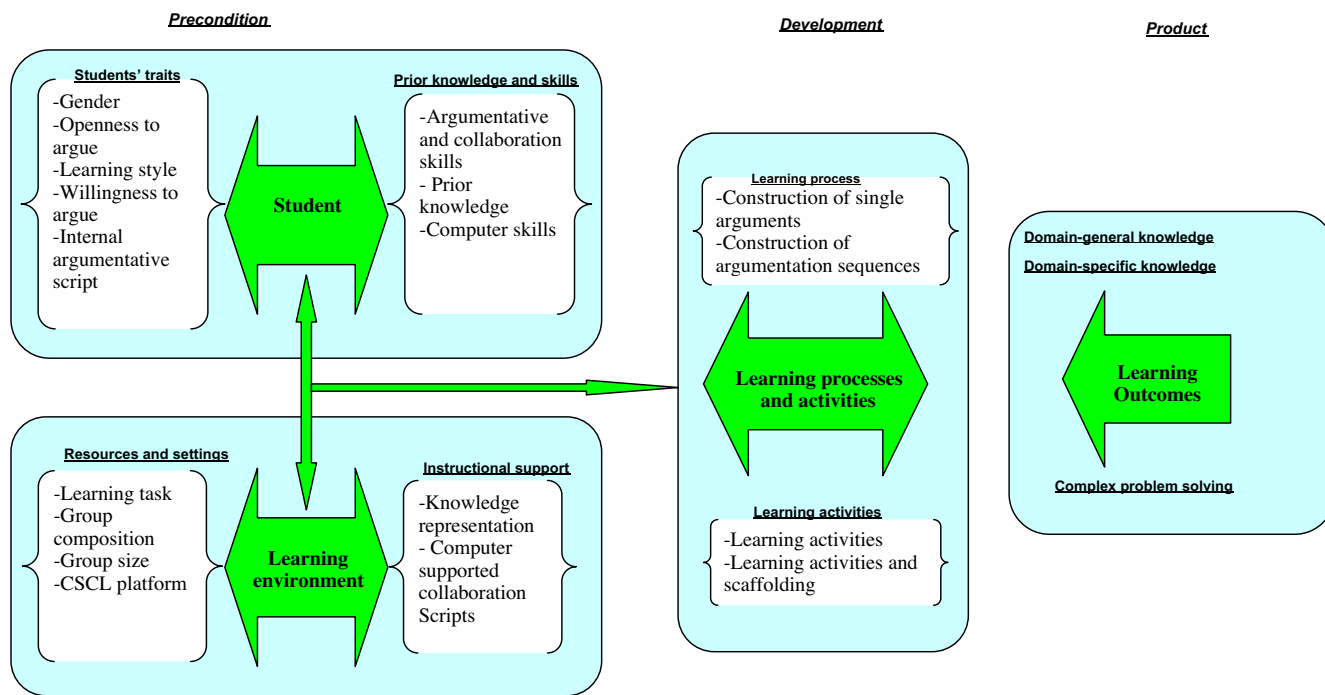 Precondition
Development
Product
Students' traits
-Gender
-Openness to
argue
-Learning style
-Willingness to
argue
-Internal
argumentative
script
Student
Prior knowledge and skills
-Argumentative
and collaboration
skills
- Prior
knowledge
-Computer skills
Resources and settings
-Learning task
-Group
composition
-Group size
-CSCL platform
Learning
environment
Instructional support
-Knowledge
representation
- Computer
supported
collaboration
Scripts
Learning process
-Construction of single
arguments
-Construction of
argumentation sequences
Learning processes
and activities
Learning activities
-Learning activities
-Learning activities and
scaffolding
Domain-general knowledge
Domain-specific knowledge
Learning
Outcomes
Complex problem solving